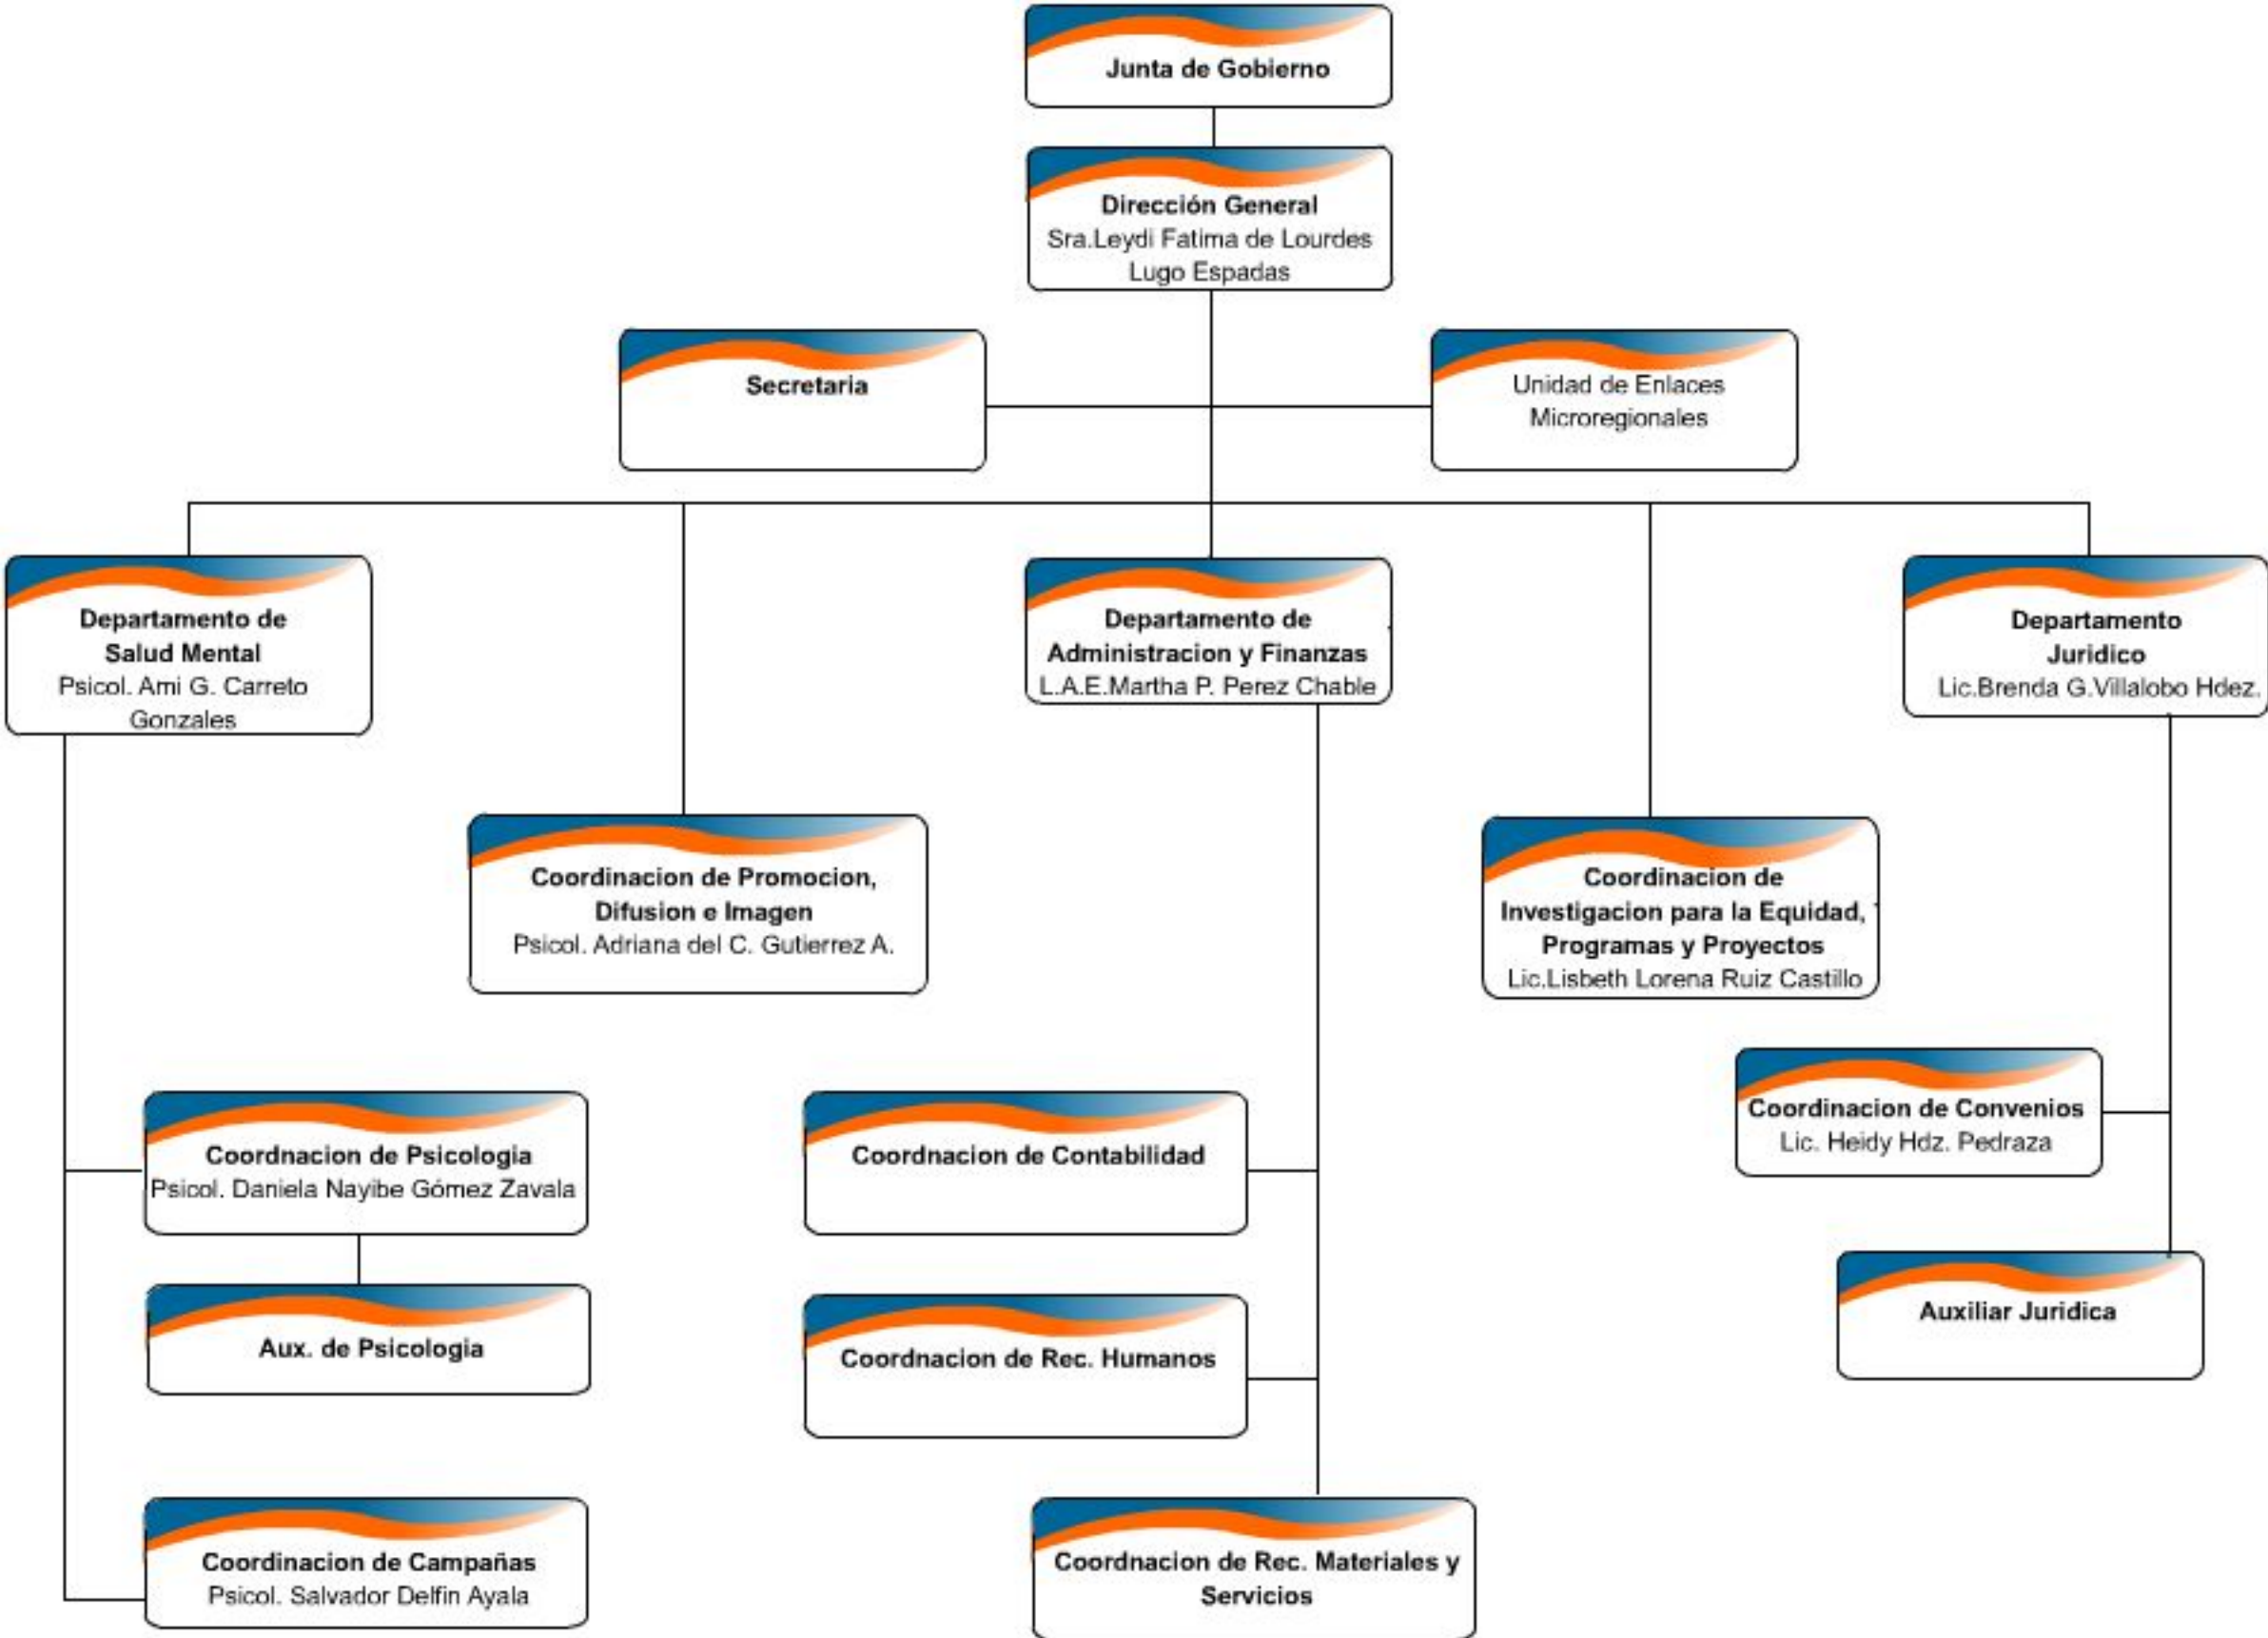 Junta de Gobierno
Dirección General
Sra.Leydi Fatima de Lourdes
Lugo Espadas
Secretaria
Unidad de Enlaces
Microregionales
Departamento de
Salud Mental
Psicol. Ami G. Carreto
Gonzales
Departamento de
Administracion y Finanzas
L.A.E.Martha P. Perez Chable
Departamento
Juridico
Lic.Brenda G.Villalobo Hdez.
Coordinacion de Promocion,
Difusion e Imagen
Psicol. Adriana del C. Gutierrez A.
Coordinacion de
Investigacion para la Equidad,
Programas y Proyectos
Lic.Lisbeth Lorena Ruiz Castillo
Coordnacion de Psicologia
Psicol. Daniela Nayibe Gómez Zavala
Coordnacion de Contabilidad
Coordinacion de Convenios
Lic. Heidy Hdz. Pedraza
Aux. de Psicologia
Coordnacion de Rec. Humanos
Auxiliar Juridica
Coordinacion de Campañas
Psicol. Salvador Delfin Ayala
Coordnacion de Rec. Materiales y
Servicios